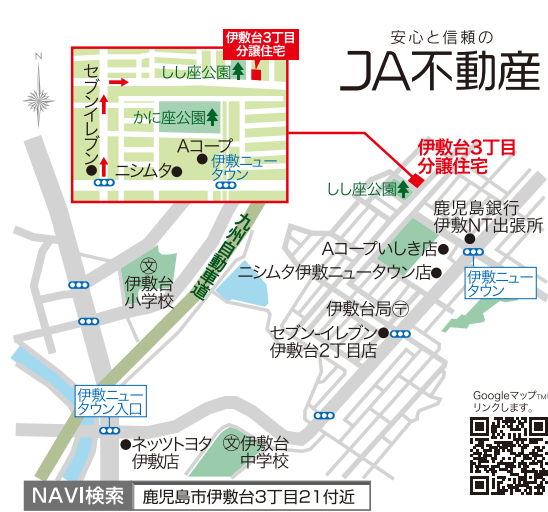 安心と信頼の
JA不動産
N
伊敷台3丁目
分譲住宅
しし座公園
セブンイレブン
かに座公園
Aコープ
ニシムタ
伊敷ニュー
タウン
伊敷台3丁目
分譲住宅
しし座公園
鹿児島銀行
伊敷NT出張所
九州自動車道
Aコープいしき店
ニシムタ伊敷ニュータウン店
伊敷ニュー
タウン
文
伊敷台
小学校
伊敷台局〒
セブン-イレブン
伊敷台2丁目店
伊敷ニュー
タウン入口
ネッツトヨタ
伊敷店
文伊敷台
中学校
GoogleマップTM
リンクします。
NAVI検索 鹿児島市伊敷台3丁目21付近